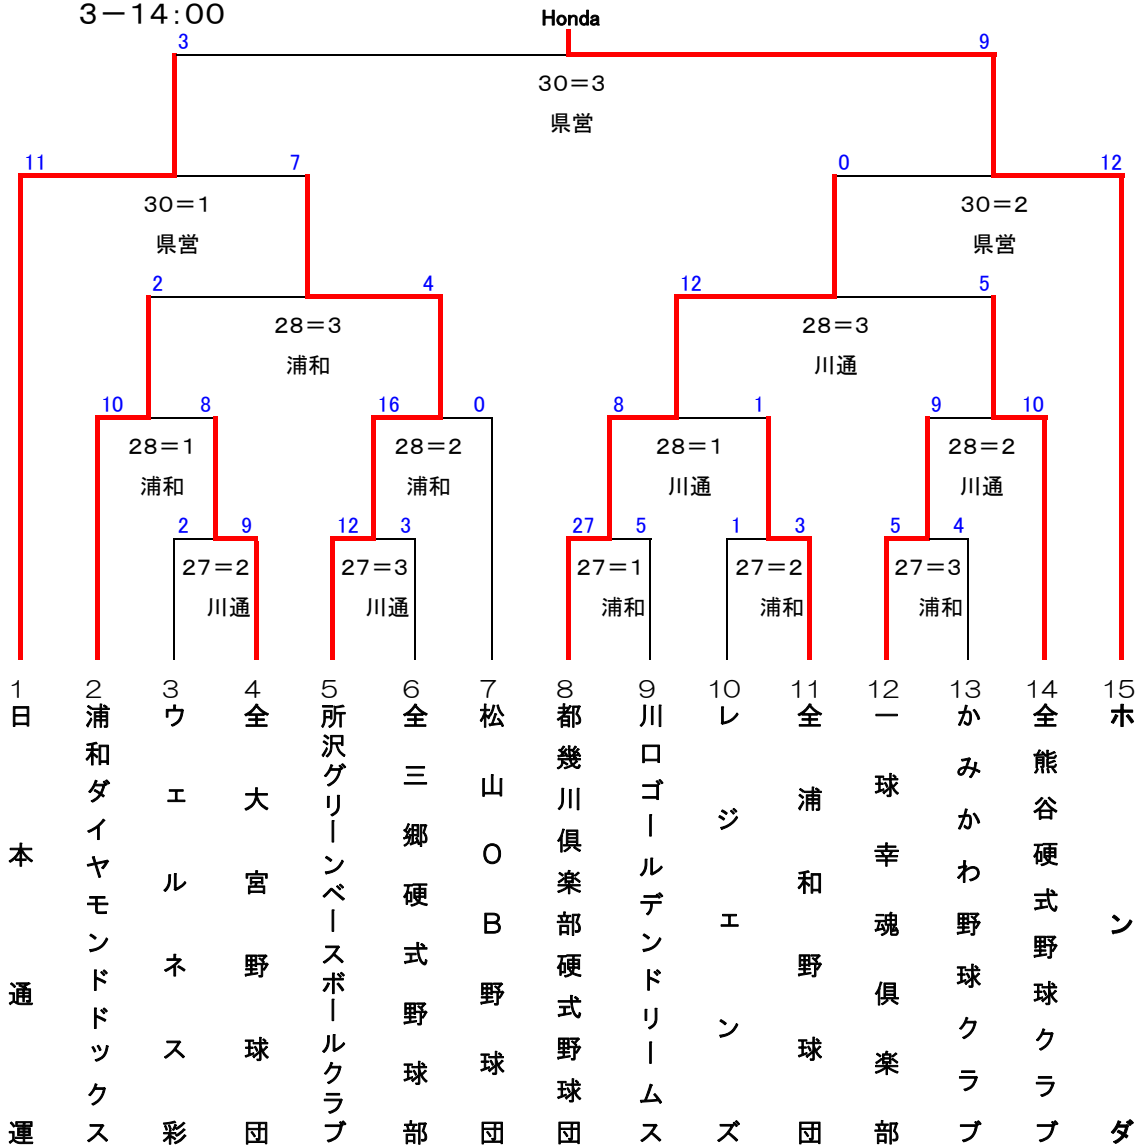 3－14:00
Honda
3
9
30＝3
県営
11
7
0
12
30＝1
30＝2
県営
県営
2
4
12
5
28＝3
28＝3
浦和
川通
10
8
16
0
8
1
9
10
28＝1
28＝2
28＝1
28＝2
浦和
浦和
川通
川通
2
9
12
3
27
5
1
3
5
4
27＝2
27＝3
27＝1
27＝2
27＝3
川通
川通
浦和
浦和
浦和
1
日本通運
2
浦和ダイヤモンドドックス
3
ウェルネス彩
4
全大宮野球団
5
所沢グリーンベースボールクラブ
6
全三郷硬式野球部
7
松山ＯＢ野球団
8
都幾川倶楽部硬式野球団
9
川口ゴールデンドリームス
10
レジェンズ
11
全浦和野球団
12
一球幸魂倶楽部
13
かみかわ野球クラブ
14
全熊谷硬式野球クラブ
15
ホンダ